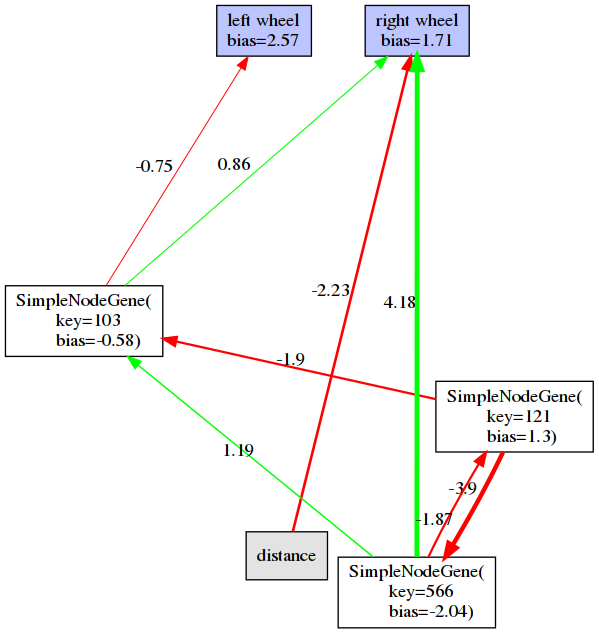 left wheel
bias=2.57
right wheel
bias=1.71
-0.75
0.86
-2.23
4.18
SimpleNodeGene(
key=103
bias=-0.58)
-1.9
SimpleNodeGene(
key=121
bias=1.3)
1.19
-3.9
-1.87
distance
SimpleNodeGene(
key=566
bias=-2.04)